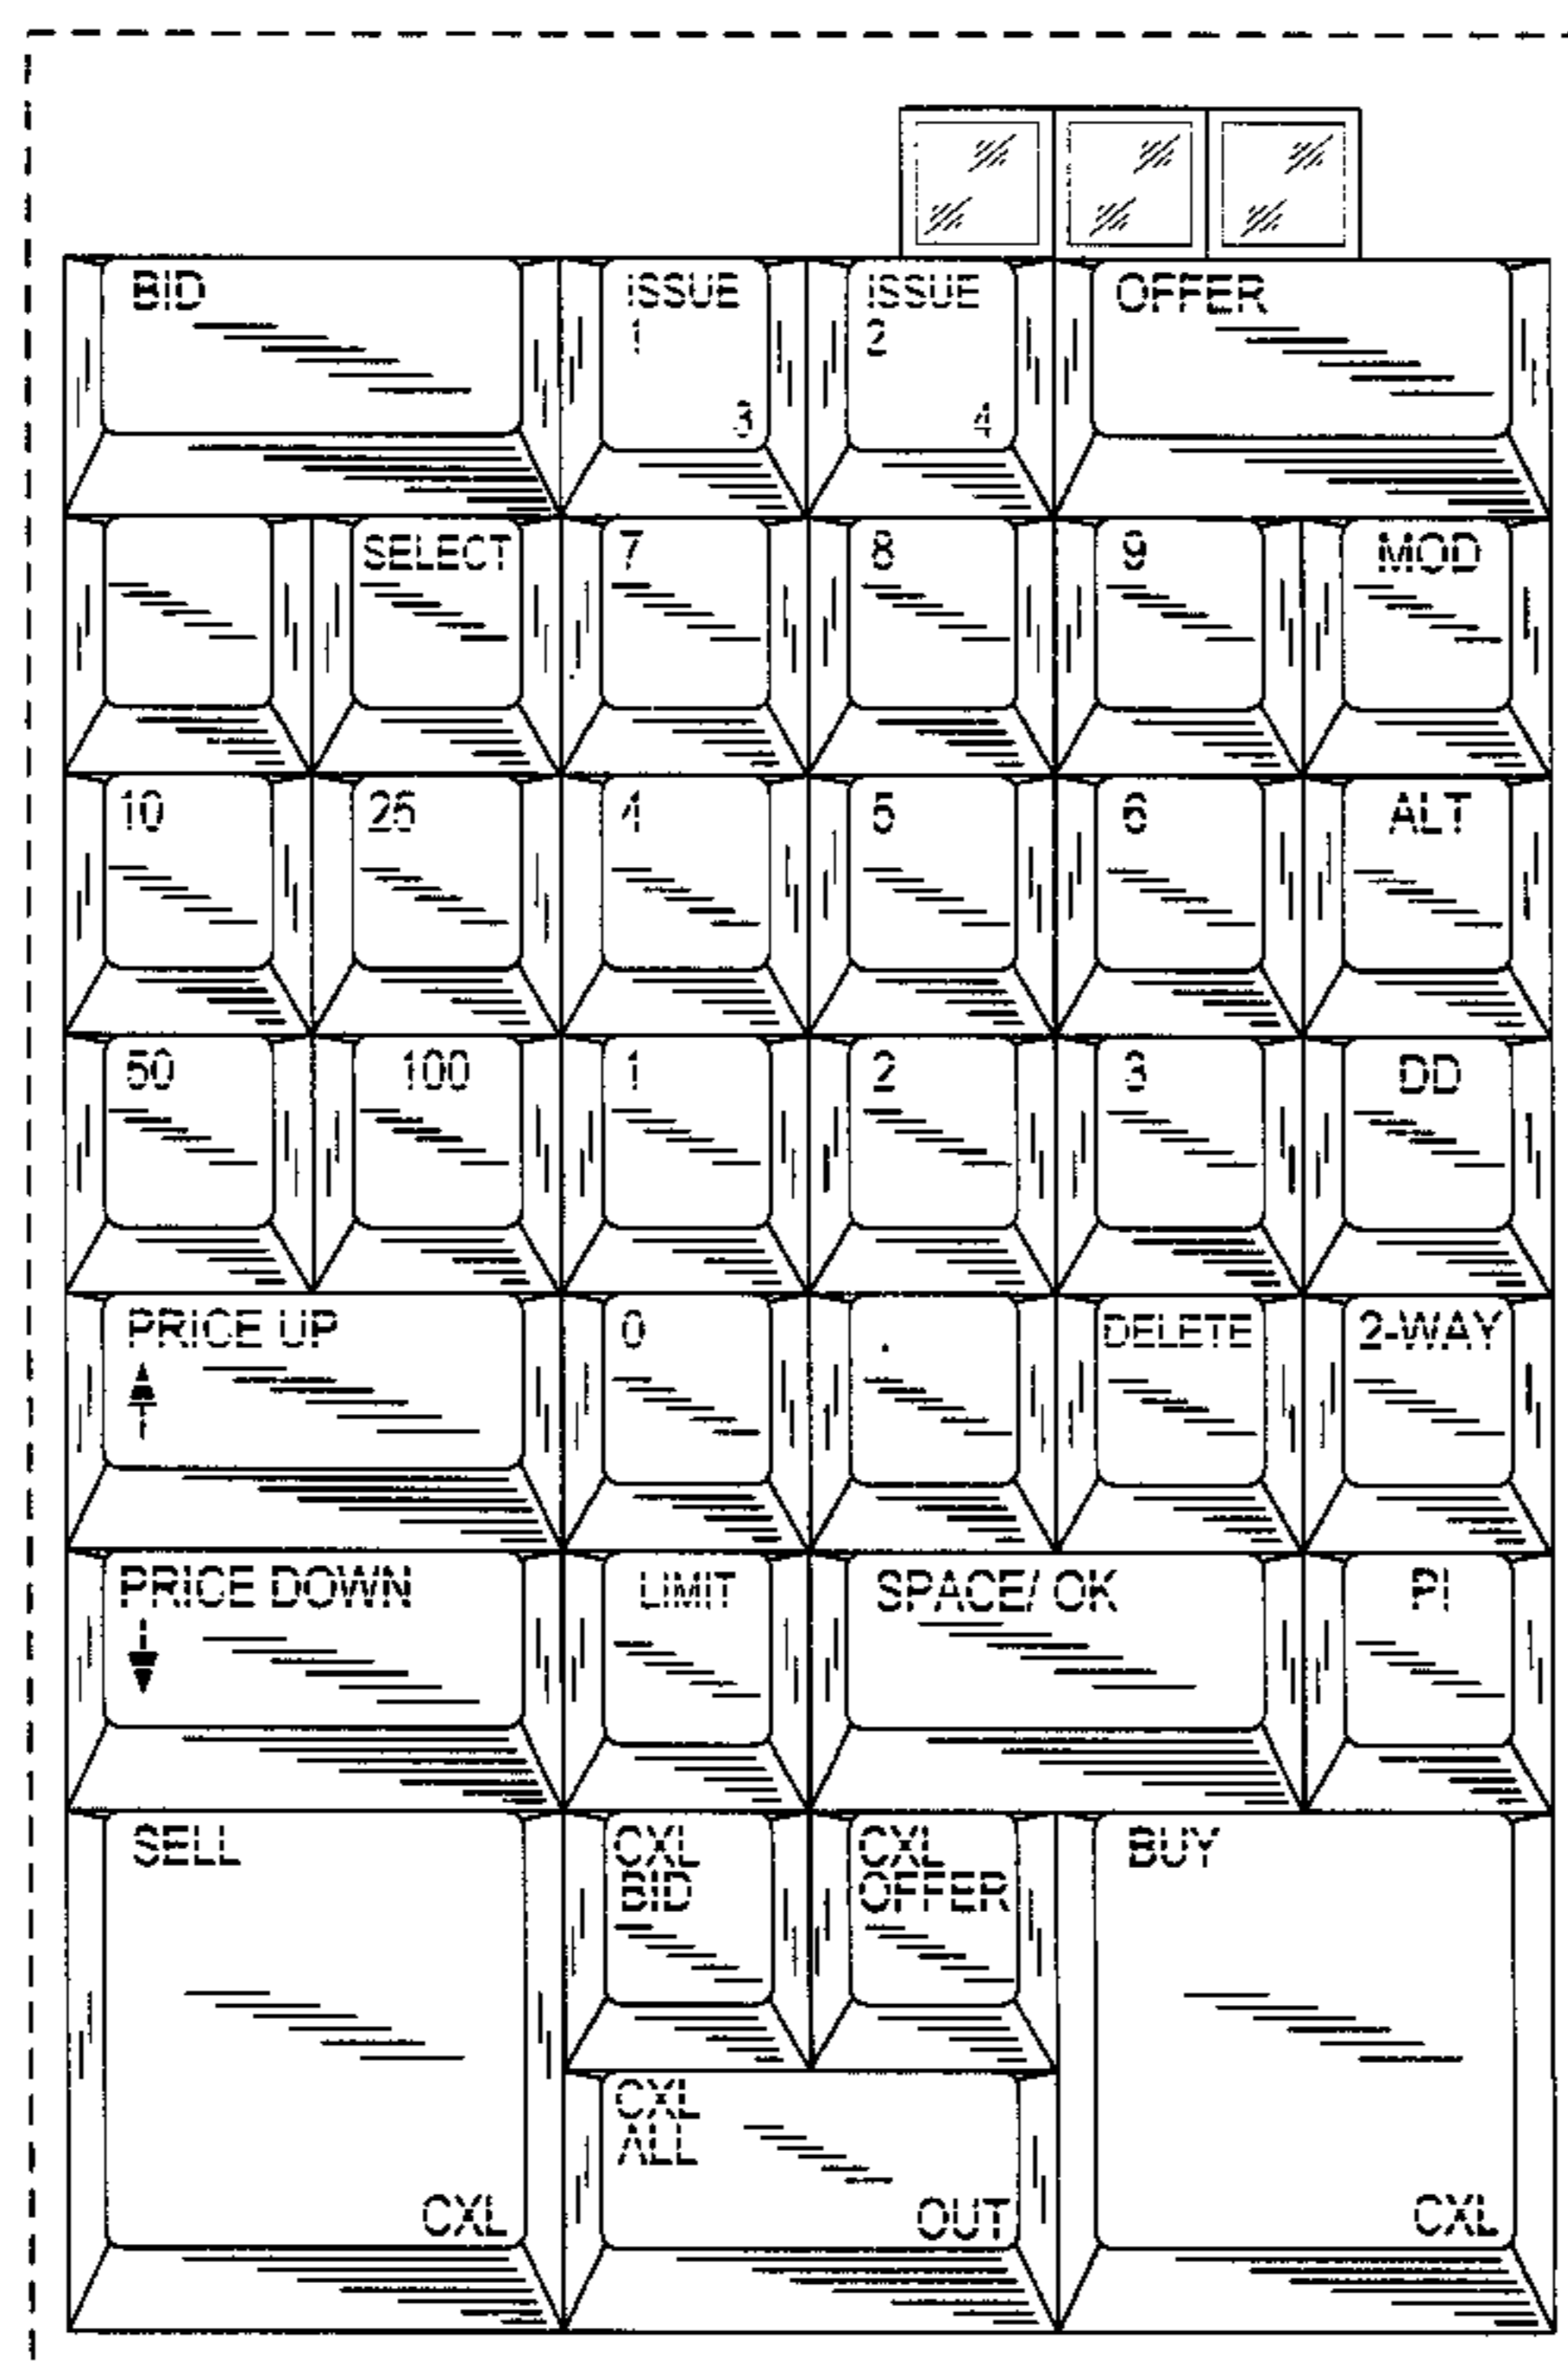 BID ISSUE ISSUE OFFER
1 2
3 4
SELECT 7 8 9 MOD
10 25 4 5 6 ALT
50 100 1 2 3 DD
PRICE UP 0 . DELETE 2-WAY
PRICE DOWN LIMIT SPACE/ OK PI
SELL CXL CXL BUY
BID OFFER
CXL
ALL
CXL OUT CXL